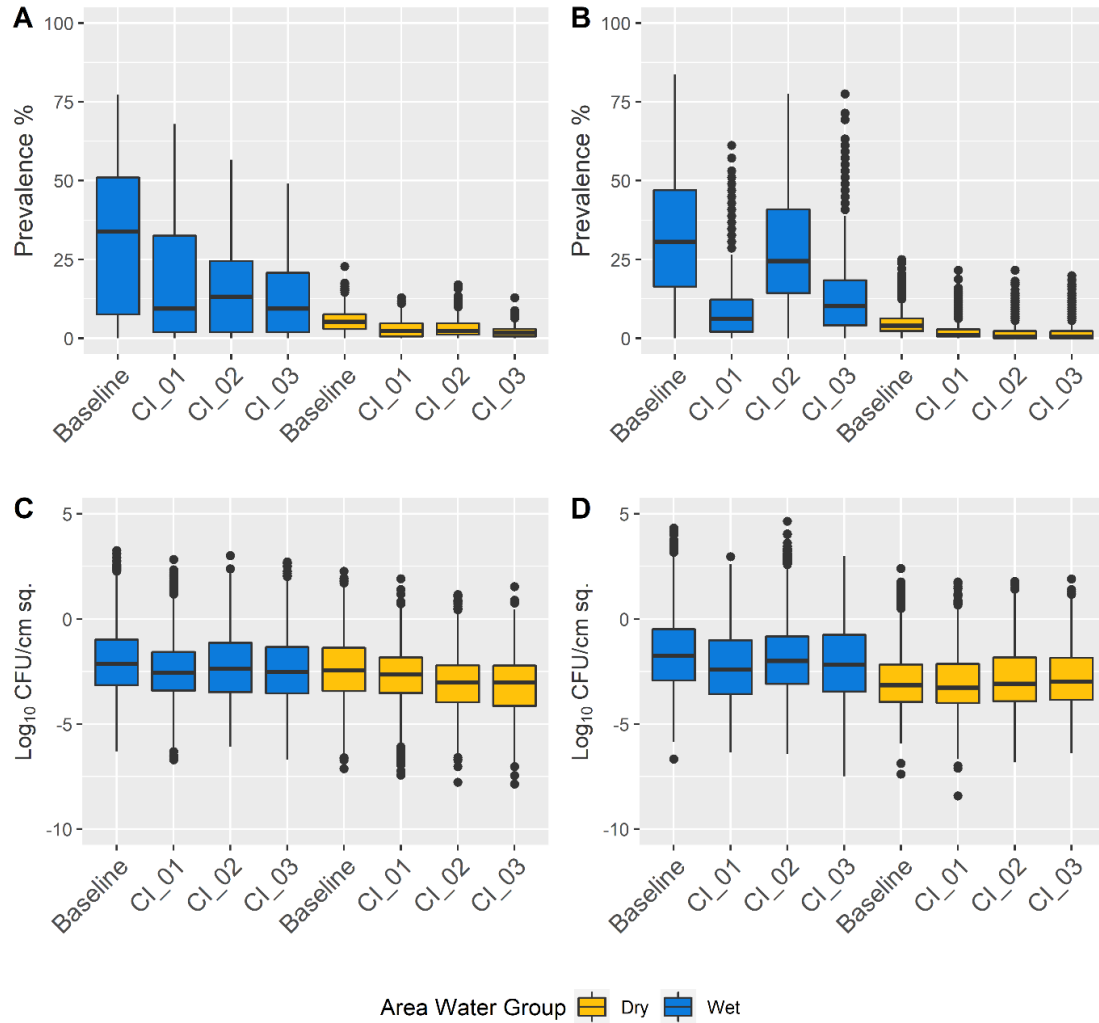 A
B
100
75
50
25
0
Prevalence %
Baseline CI_01 CI_02 CI_03 Baseline CI_01 CI_02 CI_03
100
75
50
25
0
Prevalence %
Baseline CI_01 CI_02 CI_03 Baseline CI_01 CI_02 CI_03
C
D
5
0
-5
-10
Log₁₀ CFU/cm sq.
Baseline CI_01 CI_02 CI_03 Baseline CI_01 CI_02 CI_03
5
0
-5
-10
Log₁₀ CFU/cm sq.
Baseline CI_01 CI_02 CI_03 Baseline CI_01 CI_02 CI_03
Area Water Group Dry Wet